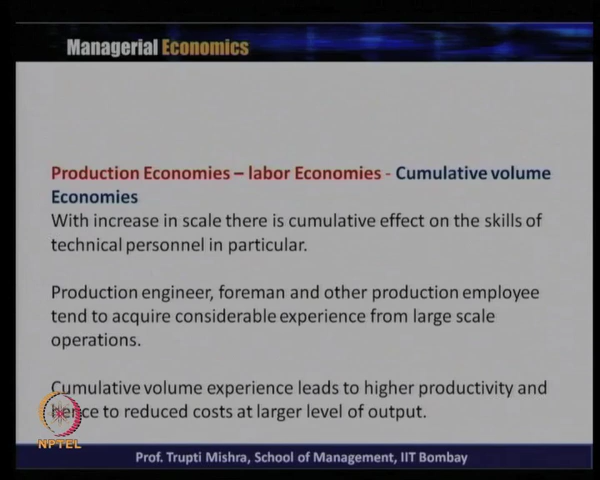 Managerial Economics
Production Economies – labor Economies - Cumulative volume
Economies
With increase in scale there is cumulative effect on the skills of
technical personnel in particular.
Production engineer, foreman and other production employee
tend to acquire considerable experience from large scale
operations.
Cumulative volume experience leads to higher productivity and
hence to reduced costs at larger level of output.
NPTEL
Prof. Trupti Mishra, School of Management, IIT Bombay